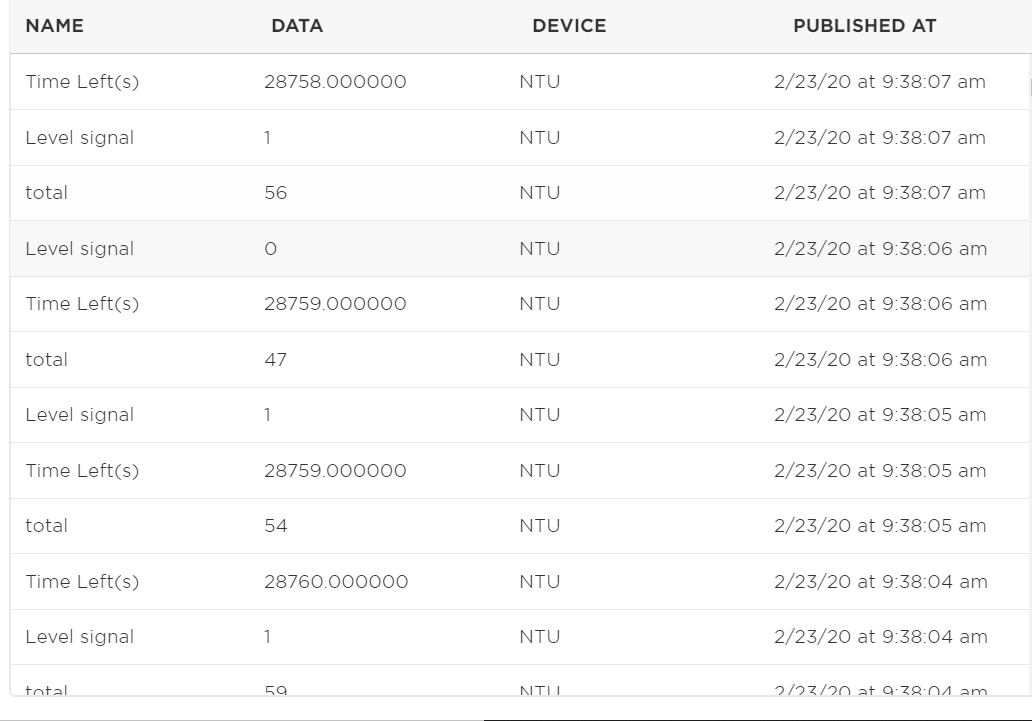 NAME DATA DEVICE PUBLISHED AT
Time Left(s) 28758.000000 NTU 2/23/20 at 9:38:07 am
Level signal 1 NTU 2/23/20 at 9:38:07 am
total 56 NTU 2/23/20 at 9:38:07 am
Level signal 0 NTU 2/23/20 at 9:38:06 am
Time Left(s) 28759.000000 NTU 2/23/20 at 9:38:06 am
total 47 NTU 2/23/20 at 9:38:06 am
Level signal 1 NTU 2/23/20 at 9:38:05 am
Time Left(s) 28759.000000 NTU 2/23/20 at 9:38:05 am
total 54 NTU 2/23/20 at 9:38:05 am
Time Left(s) 28760.000000 NTU 2/23/20 at 9:38:04 am
Level signal 1 NTU 2/23/20 at 9:38:04 am
total 59 NTU 2/23/20 at 9:38:04 am